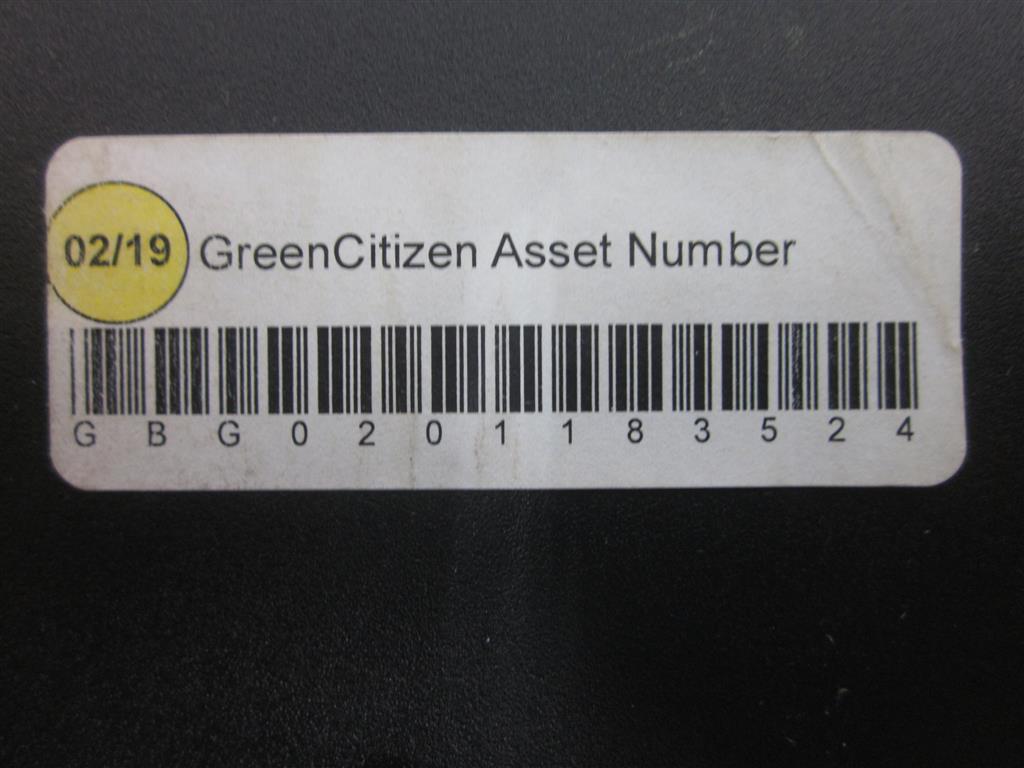 02/19 GreenCitizen Asset Number
G B G 0 2 0 1 1 8 3 5 2 4